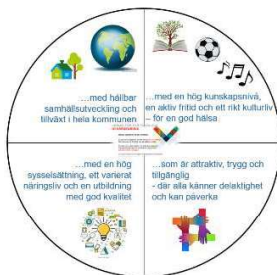 ...med hållbar
samhällsutveckling och
tillväxt i hela kommunen
...med en hög kunskapsnivå,
en aktiv fritid och ett rikt kulturliv
- för en god hälsa
...med en hög
sysselsättning, ett varierat
näringsliv och en utbildning
med god kvalitet
...som är attraktiv, trygg och
tillgänglig
- där alla känner delaktighet
och kan påverka